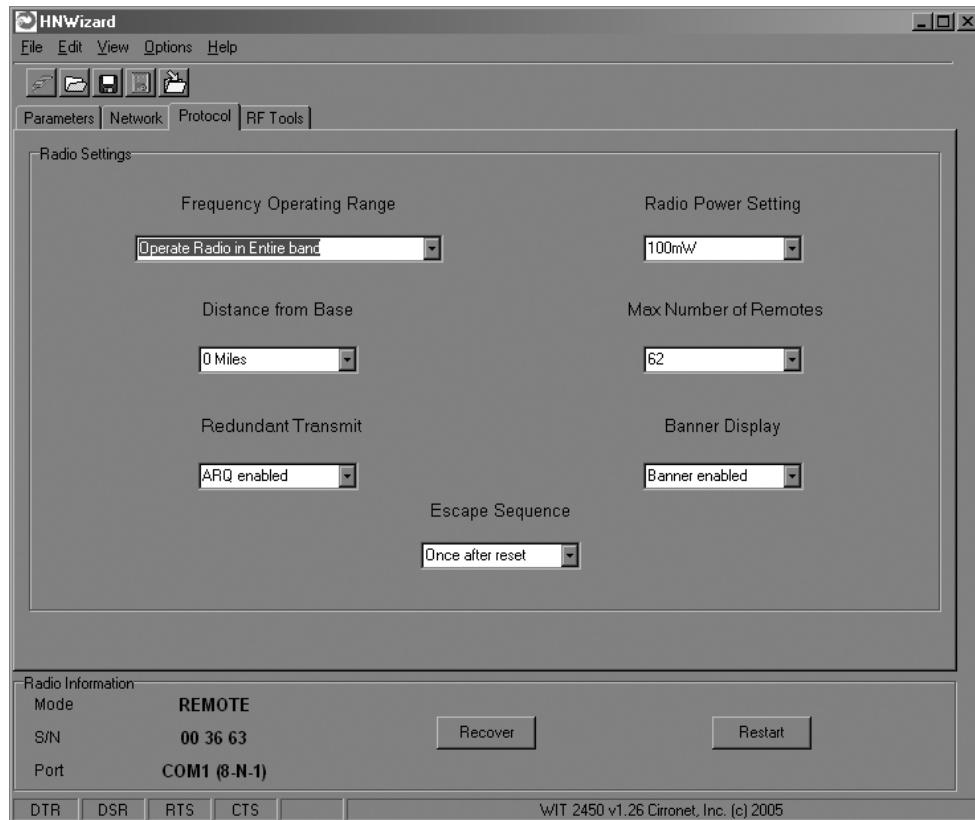 HNWizard
File Edit View Options Help
Parameters Network Protocol RF Tools
Radio Settings
Frequency Operating Range Radio Power Setting
Operate Radio in Entire band 100mW
Distance from Base Max Number of Remotes
0 Miles 62
Redundant Transmit Banner Display
ARQ enabled Banner enabled
Escape Sequence
Once after reset
Radio Information
Mode REMOTE
S/N 00 36 63 Recover Restart
Port COM1 (8-N-1)
DTR DSR RTS CTS WIT 2450 v1.26 Cirronet, Inc. (c) 2005